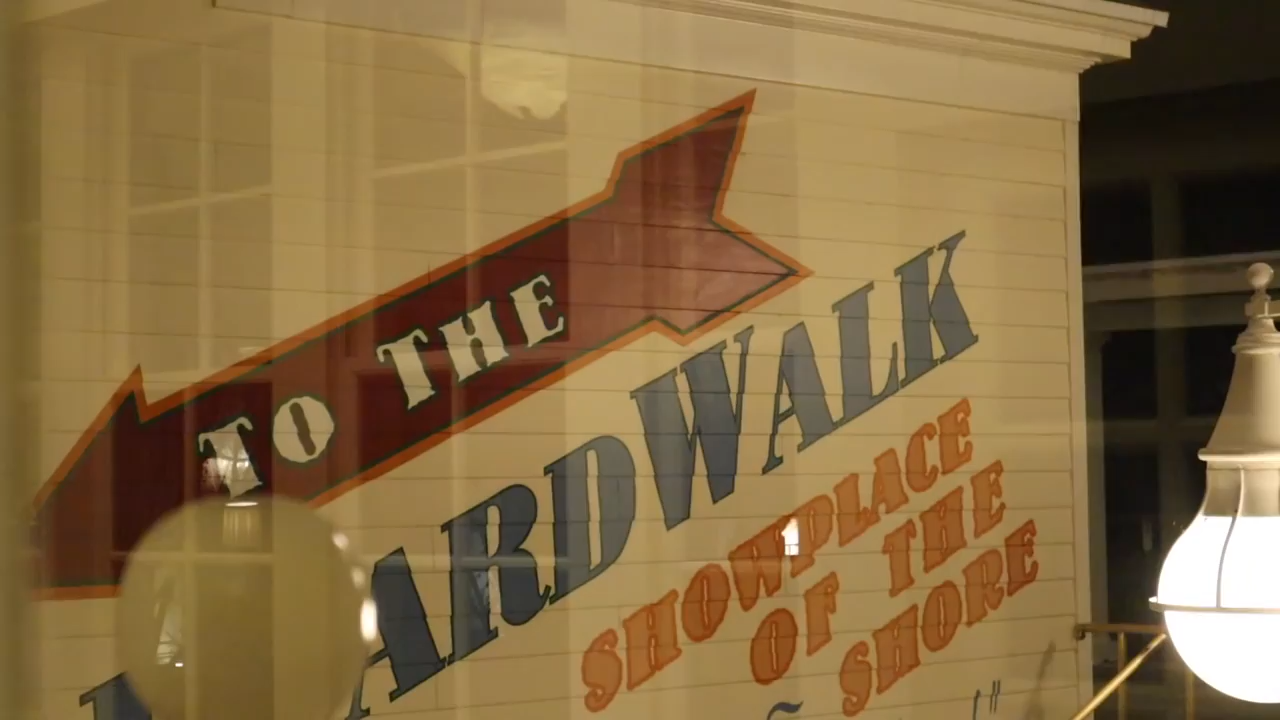 TO THE
ARDWALK
SHOWPLACE
OF THE
SHORE